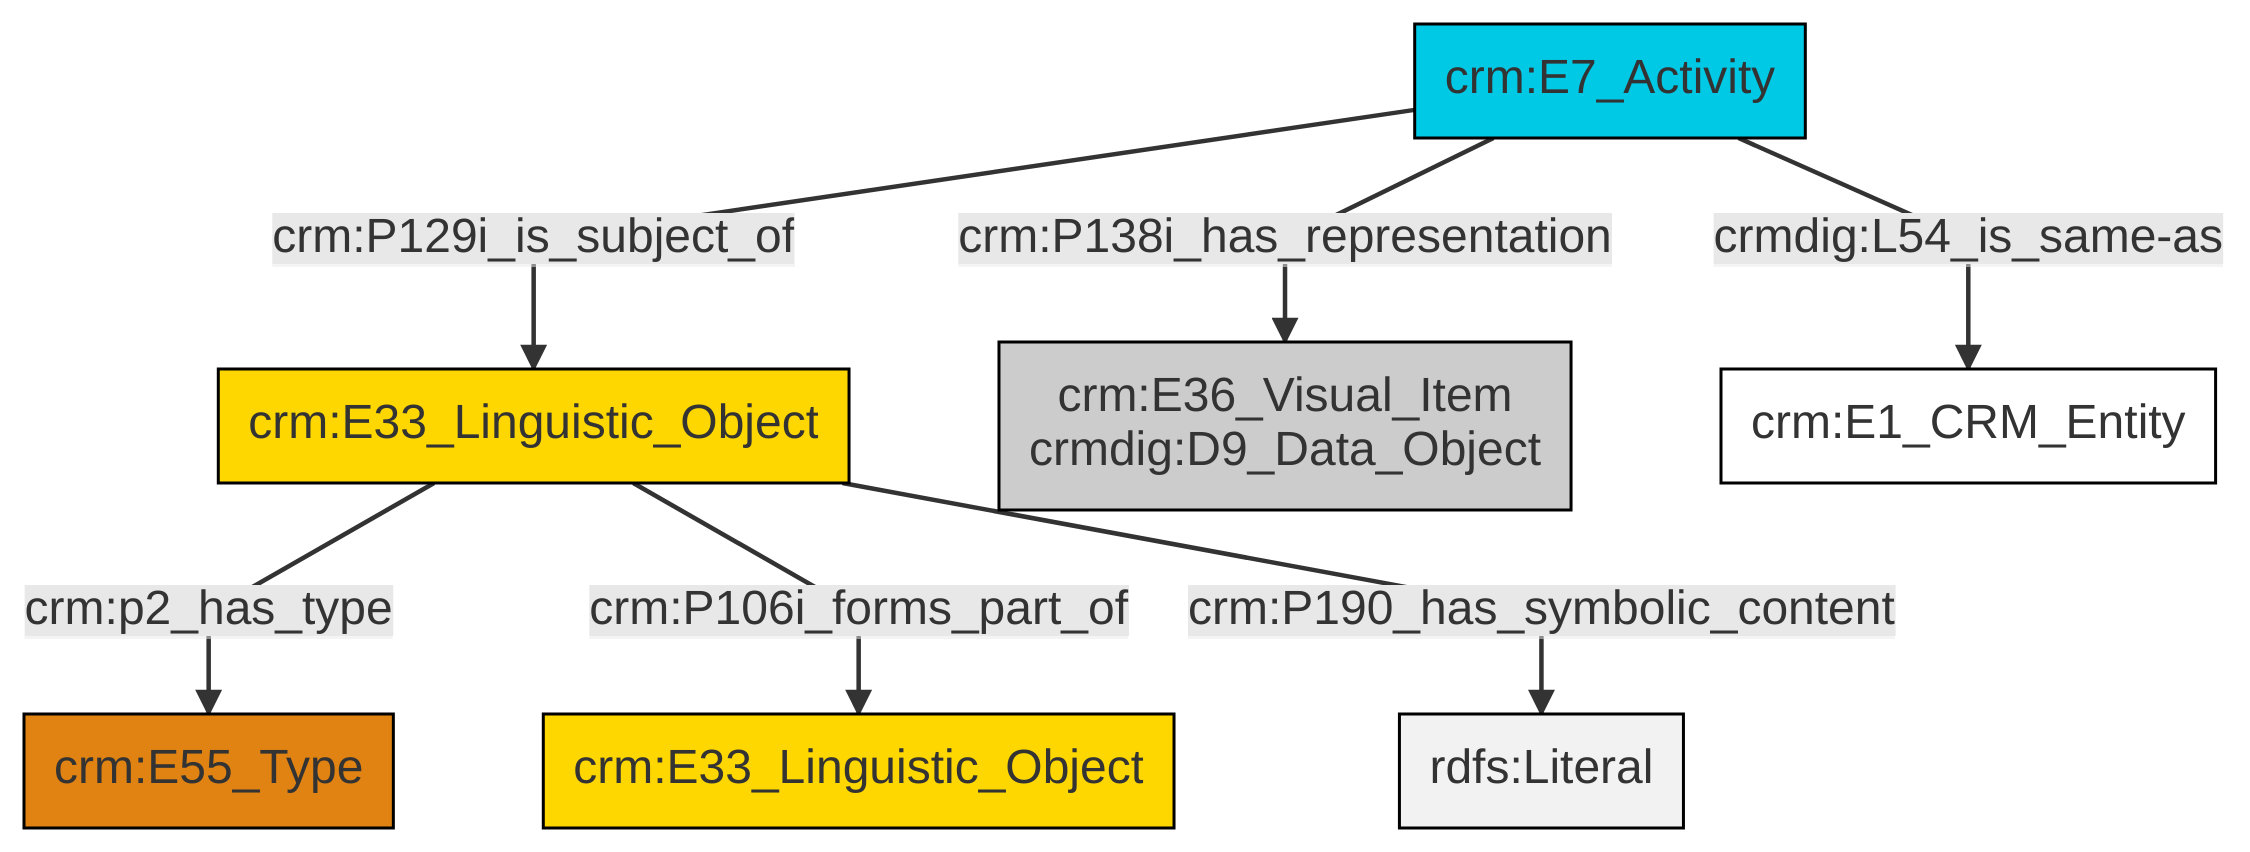 crm:E7_Activity
crm:P129i_is_subject_of
crm:P138i_has_representation
crmdig:L54_is_same-as
crm:E33_Linguistic_Object
crm:E36_Visual_Item
crmdig:D9_Data_Object
crm:E1_CRM_Entity
crm:p2_has_type
crm:P106i_forms_part_of
crm:P190_has_symbolic_content
crm:E55_Type
crm:E33_Linguistic_Object
rdfs:Literal